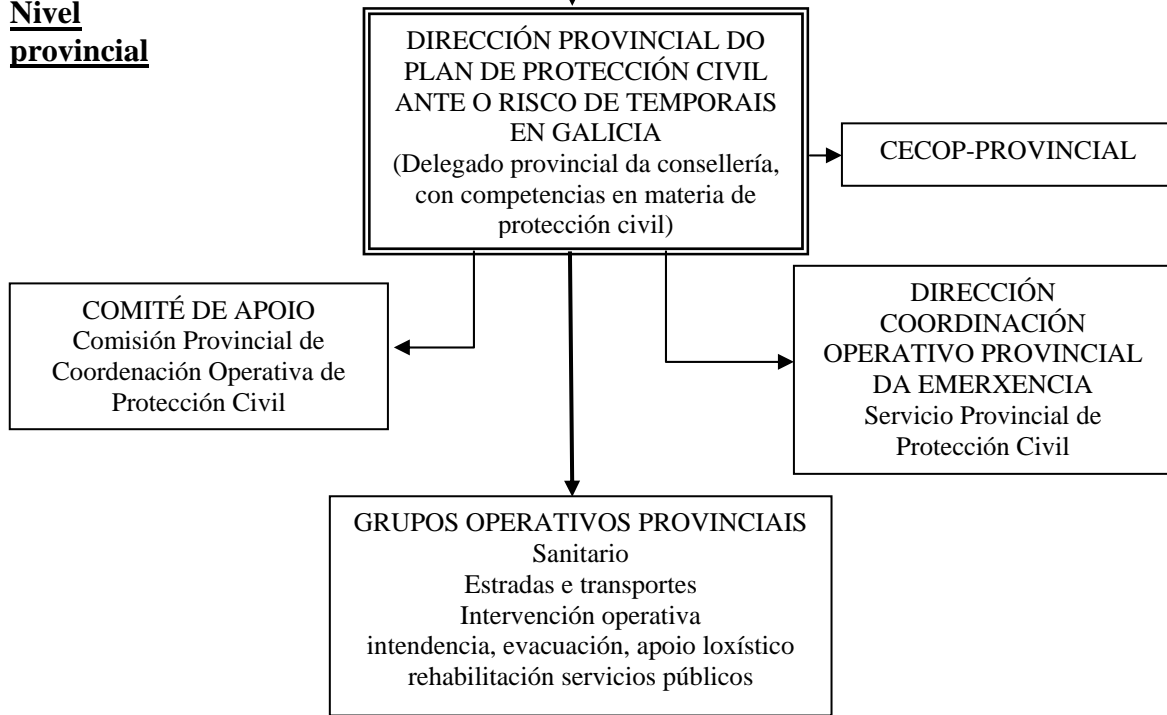 Nivel
provincial
DIRECCIÓN PROVINCIAL DO
PLAN DE PROTECCIÓN CIVIL
ANTE O RISCO DE TEMPORAIS
EN GALICIA
(Delegado provincial da consellería,
con competencias en materia de
protección civil)
CECOP-PROVINCIAL
COMITÉ DE APOIO
Comisión Provincial de
Coordenación Operativa de
Protección Civil
DIRECCIÓN
COORDINACIÓN
OPERATIVO PROVINCIAL
DA EMERXENCIA
Servicio Provincial de
Protección Civil
GRUPOS OPERATIVOS PROVINCIAIS
Sanitario
Estradas e transportes
Intervención operativa
intendencia, evacuación, apoio loxístico
rehabilitación servicios públicos